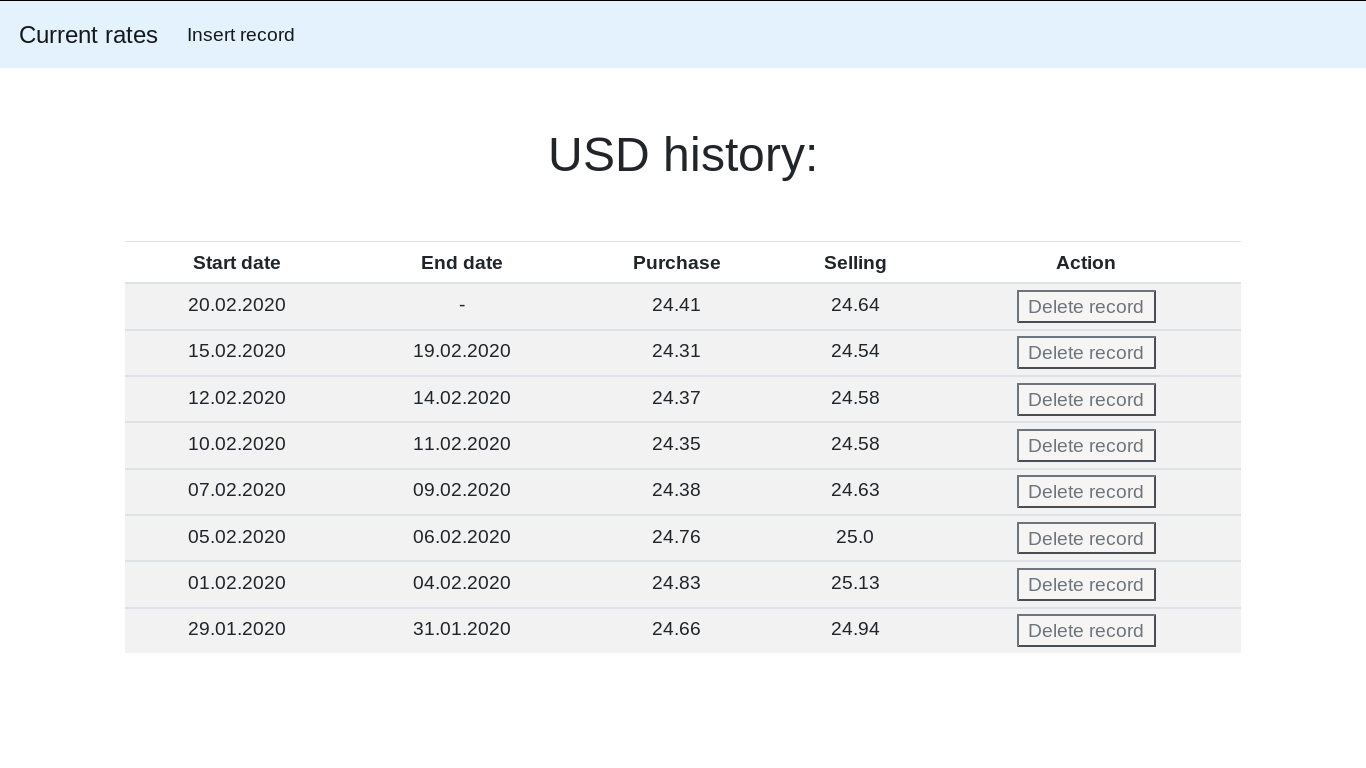 Current rates Insert record
USD history:
Start date End date Purchase Selling Action
20.02.2020 - 24.41 24.64 Delete record
15.02.2020 19.02.2020 24.31 24.54 Delete record
12.02.2020 14.02.2020 24.37 24.58 Delete record
10.02.2020 11.02.2020 24.35 24.58 Delete record
07.02.2020 09.02.2020 24.38 24.63 Delete record
05.02.2020 06.02.2020 24.76 25.0 Delete record
01.02.2020 04.02.2020 24.83 25.13 Delete record
29.01.2020 31.01.2020 24.66 24.94 Delete record